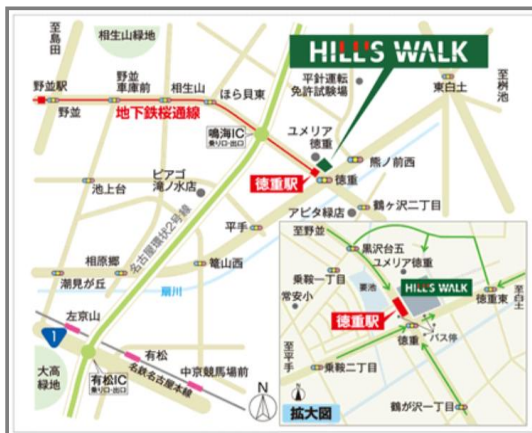 至島田
相生山緑地
HILL'S WALK
平針運転
免許試験場
東白土
至桝池
野並駅
野並
車庫前
相生山
ほら貝東
野並
地下鉄桜通線
鳴海IC
乗り口・出口
ユメリア
徳重
熊ノ前西
徳重駅
徳重
池上台
ピアゴ
滝ノ水店
名古屋環状2号線
アピタ緑店
鶴ヶ沢二丁目
平手
相原郷
篭山西
潮見が丘
扇川
左京山
1
有松
名鉄名古屋本線
中京競馬場前
大高
緑地
有松IC
乗り口・出口
N
至野並
黒沢台五
ユメリア徳重
乗鞍一丁目
要池
HILL'S WALK
至白土
常安小
徳重駅
徳重東
徳重
バス停
至平手
乗鞍二丁目
N
拡大図
鶴が沢一丁目